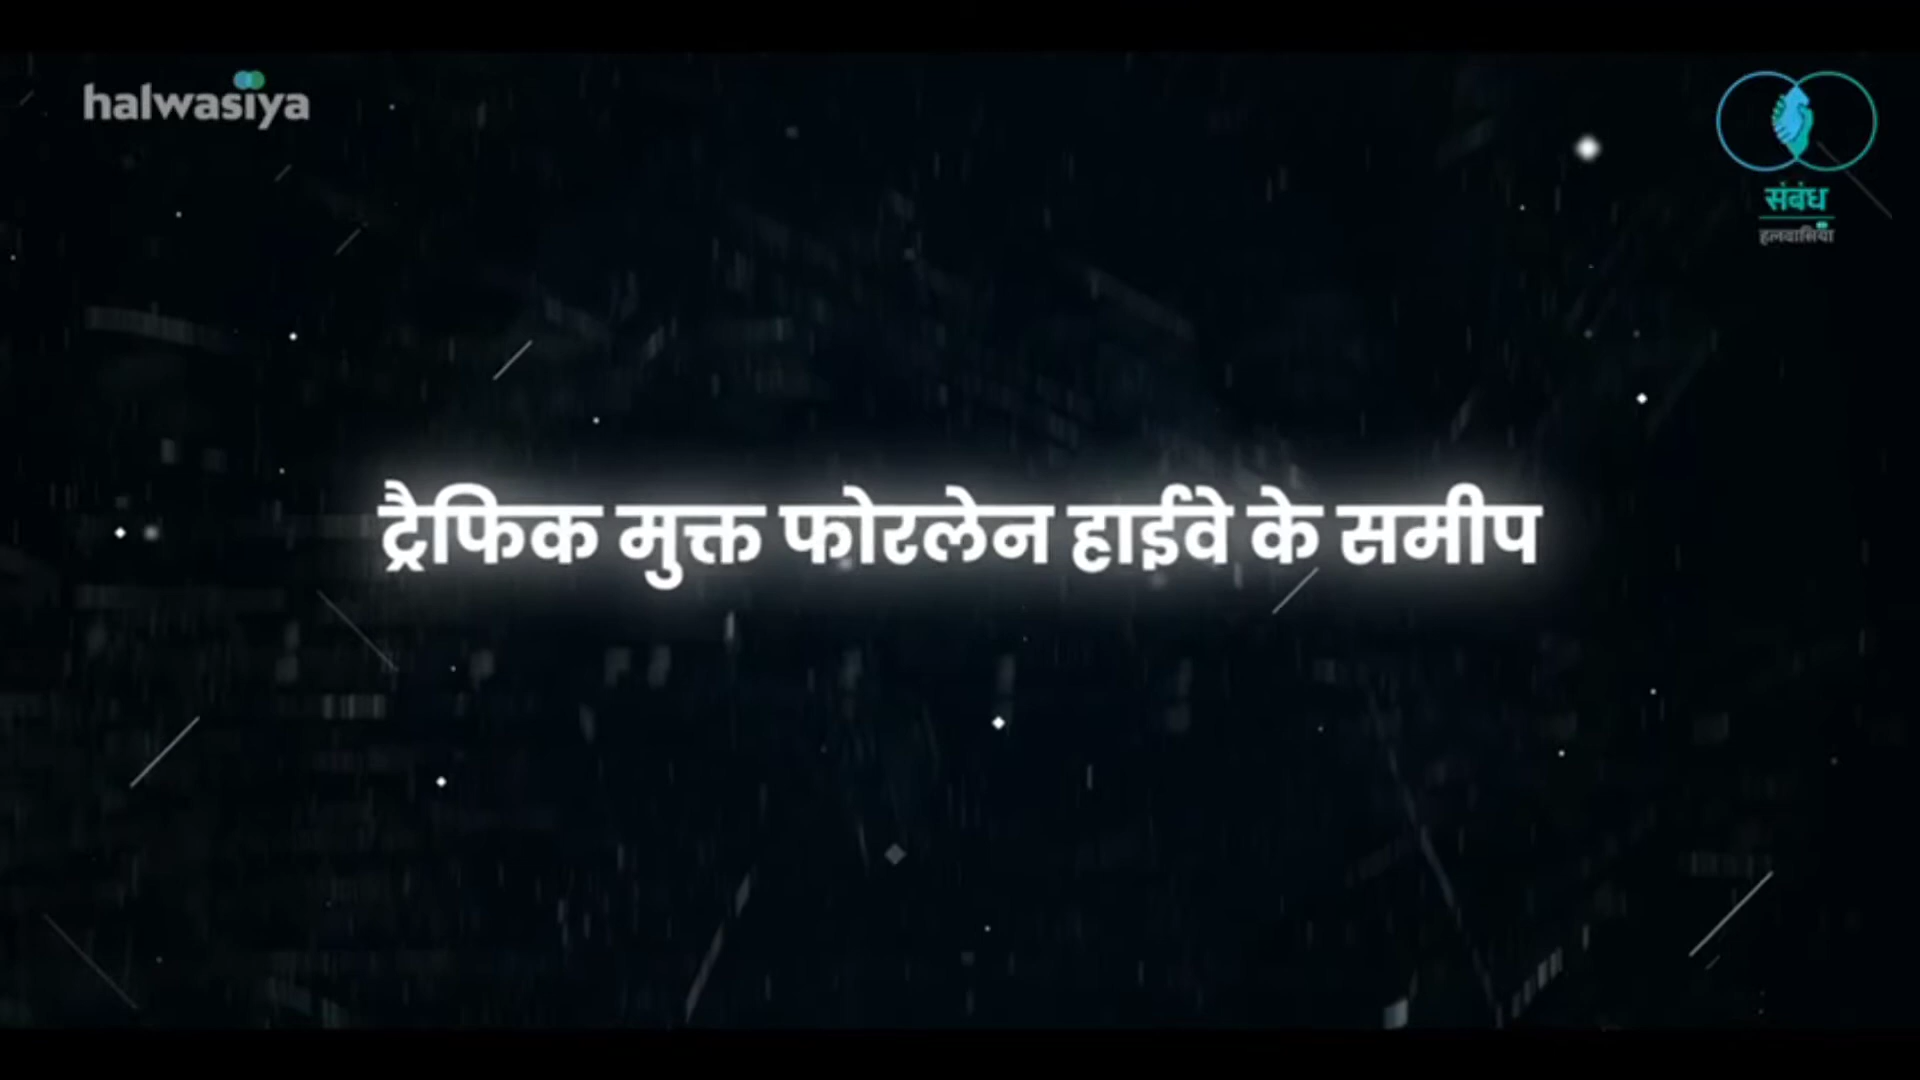 halwasiya
संबंध
हलवासिया
ट्रैफिक मुक्त फोरलेन हाईवे के समीप